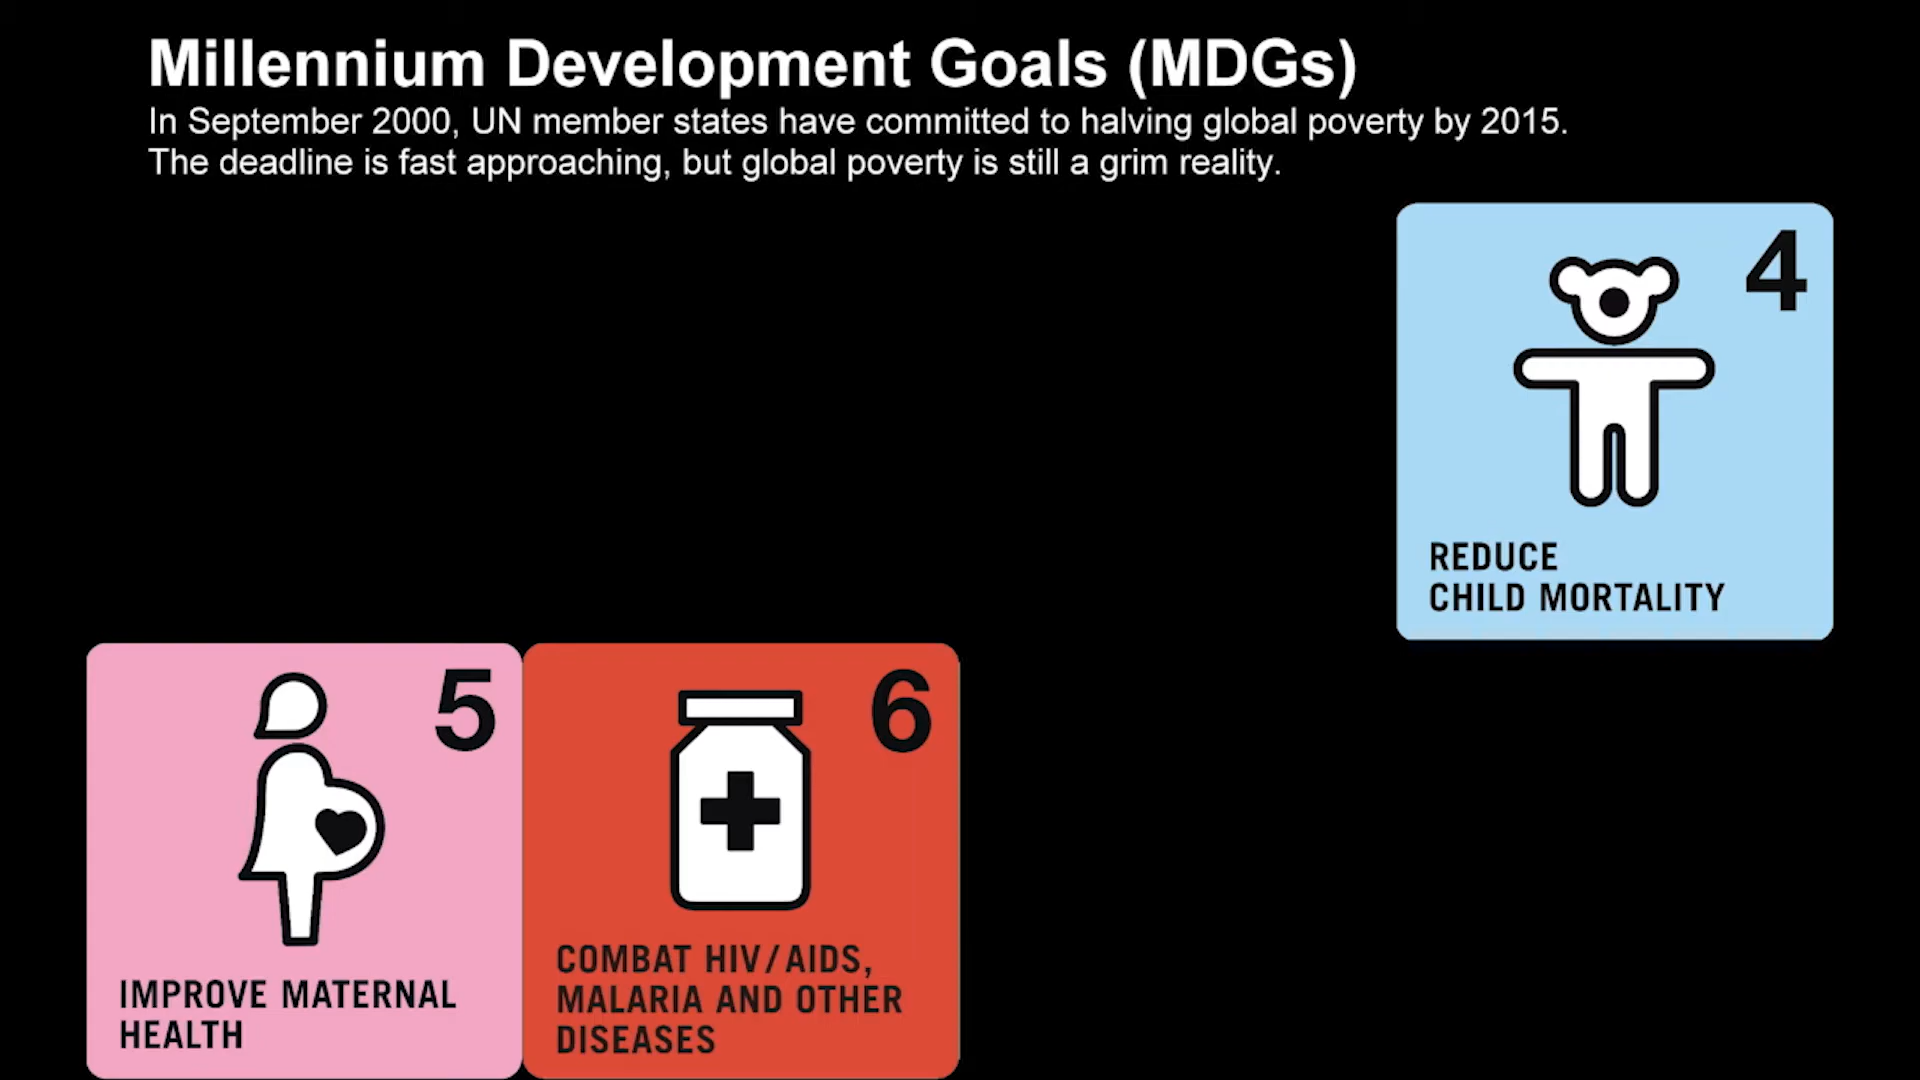 Millennium Development Goals (MDGs)
In September 2000, UN member states have committed to halving global poverty by 2015.
The deadline is fast approaching, but global poverty is still a grim reality.
4
REDUCE
CHILD MORTALITY
5
IMPROVE MATERNAL
HEALTH
6
COMBAT HIV/AIDS,
MALARIA AND OTHER
DISEASES